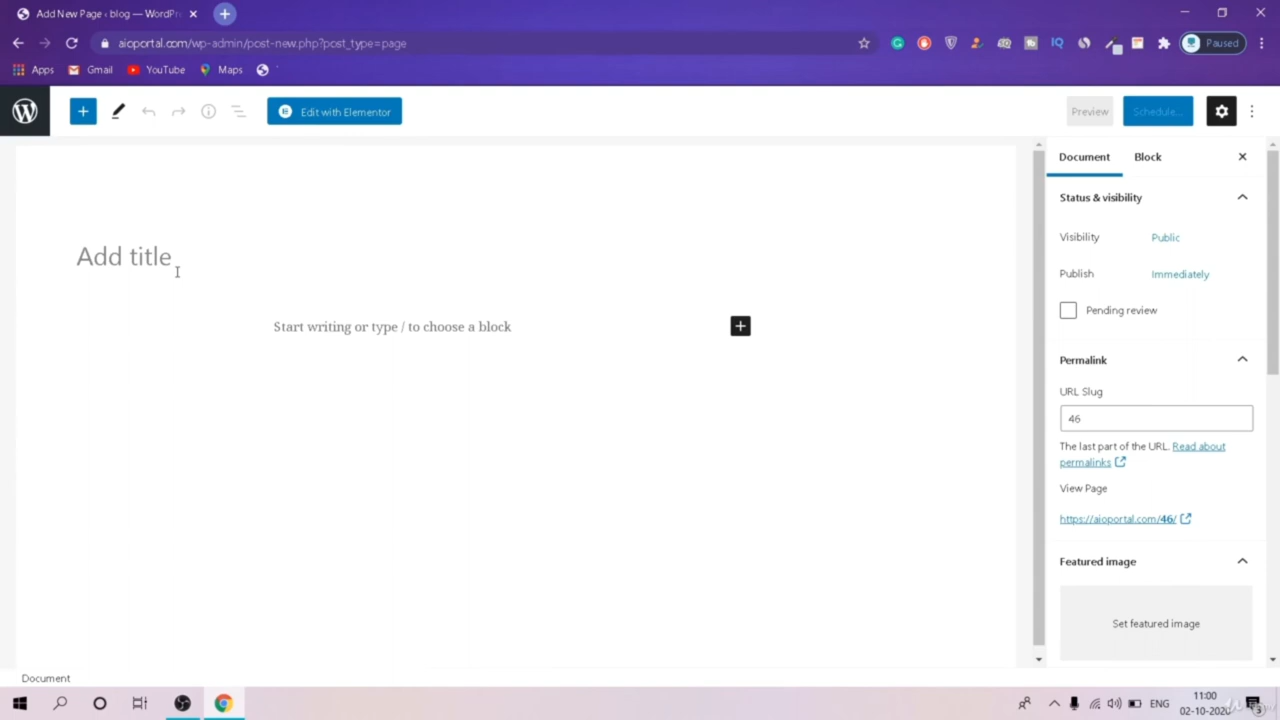 Add New Page ‹ blog — WordPr
aioportal.com/wp-admin/post-new.php?post_type=page
Paused
Apps Gmail YouTube Maps
Edit with Elementor
Preview
Schedule...
Document Block
Status & visibility
Visibility Public
Publish Immediately
Pending review
Permalink
URL Slug
46
The last part of the URL. Read about
permalinks
View Page
https://aioportal.com/46/
Featured image
Set featured image
Add title
Start writing or type / to choose a block
Document
ENG
11:00
02-10-2020